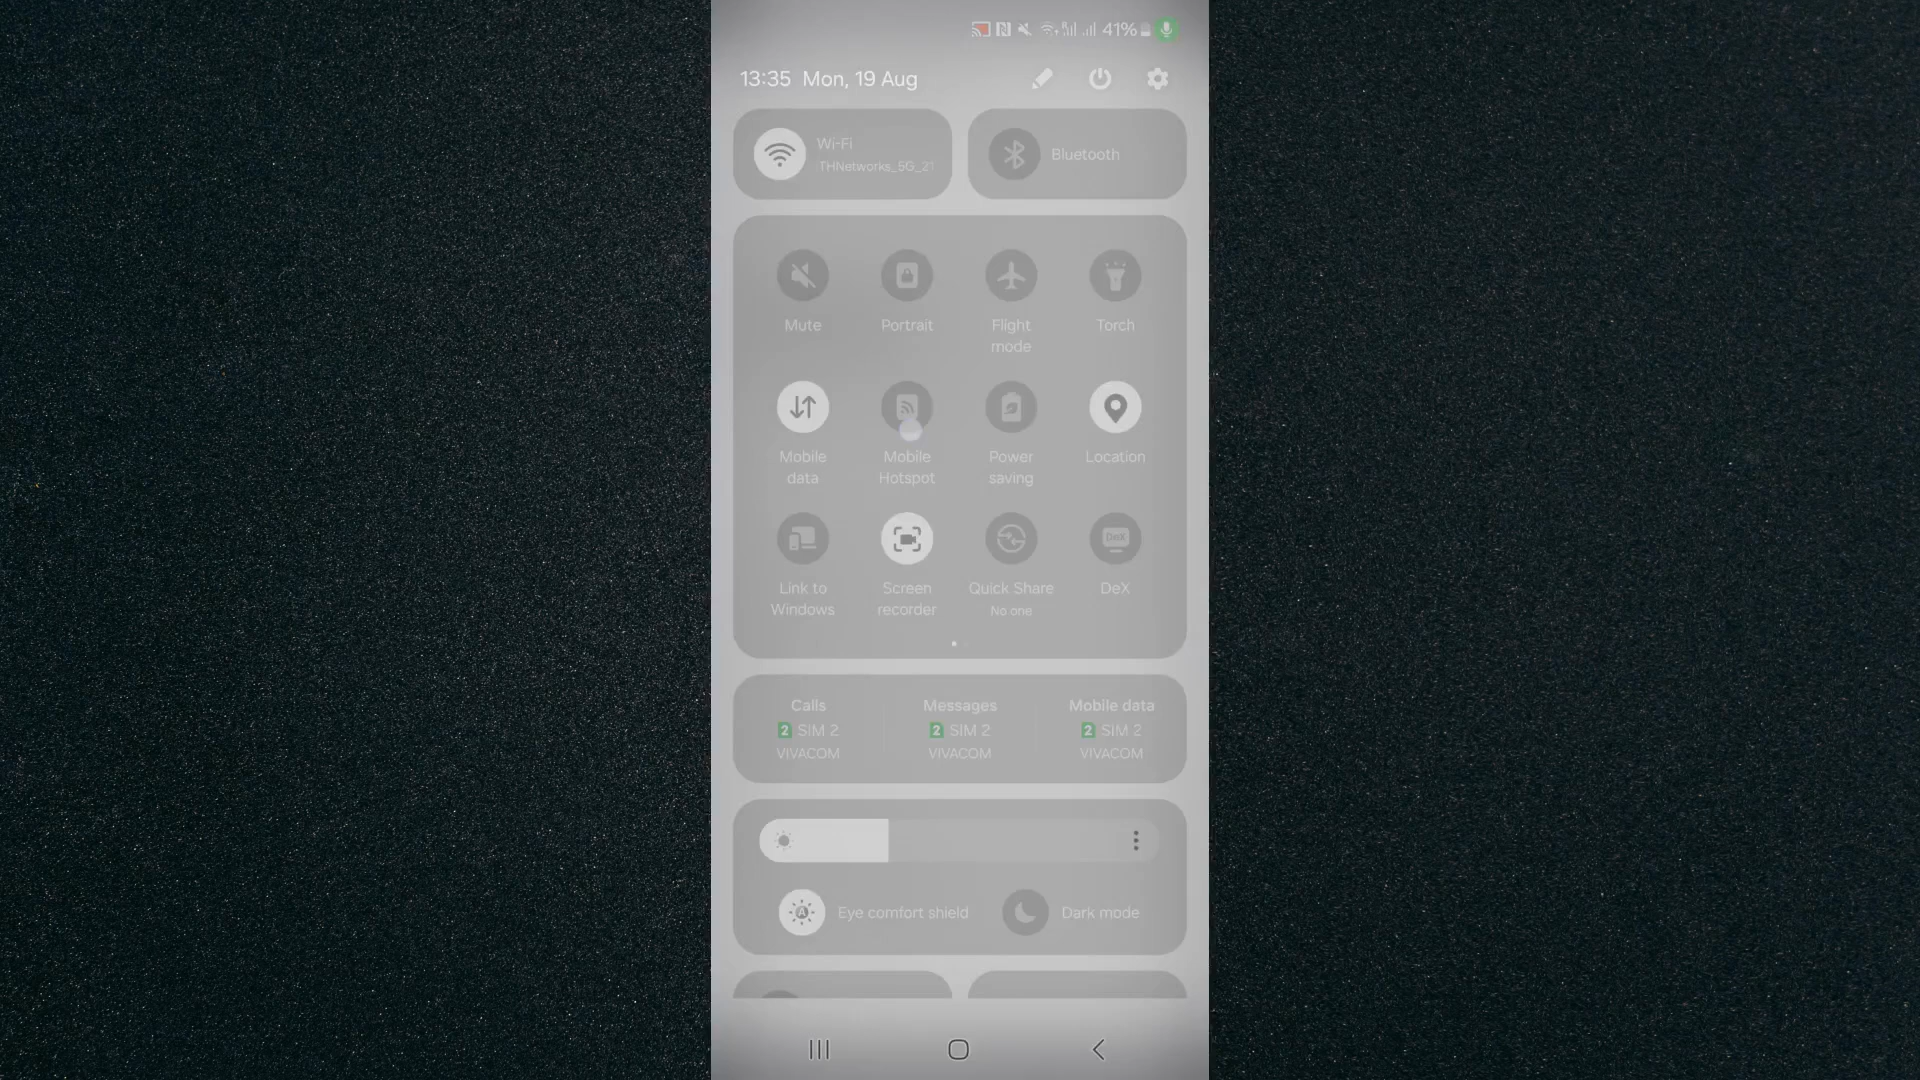 41%
13:35 Mon, 19 Aug
Wi-Fi
THNetworks_5G_21
Bluetooth
Mute
Portrait
Flight
mode
Torch
Mobile
data
Mobile
Hotspot
Power
saving
Location
Link to
Windows
Screen
recorder
Quick Share
No one
DeX
DeX
Calls
2 SIM 2
VIVACOM
Messages
2 SIM 2
VIVACOM
Mobile data
2 SIM 2
VIVACOM
A
Eye comfort shield
Dark mode